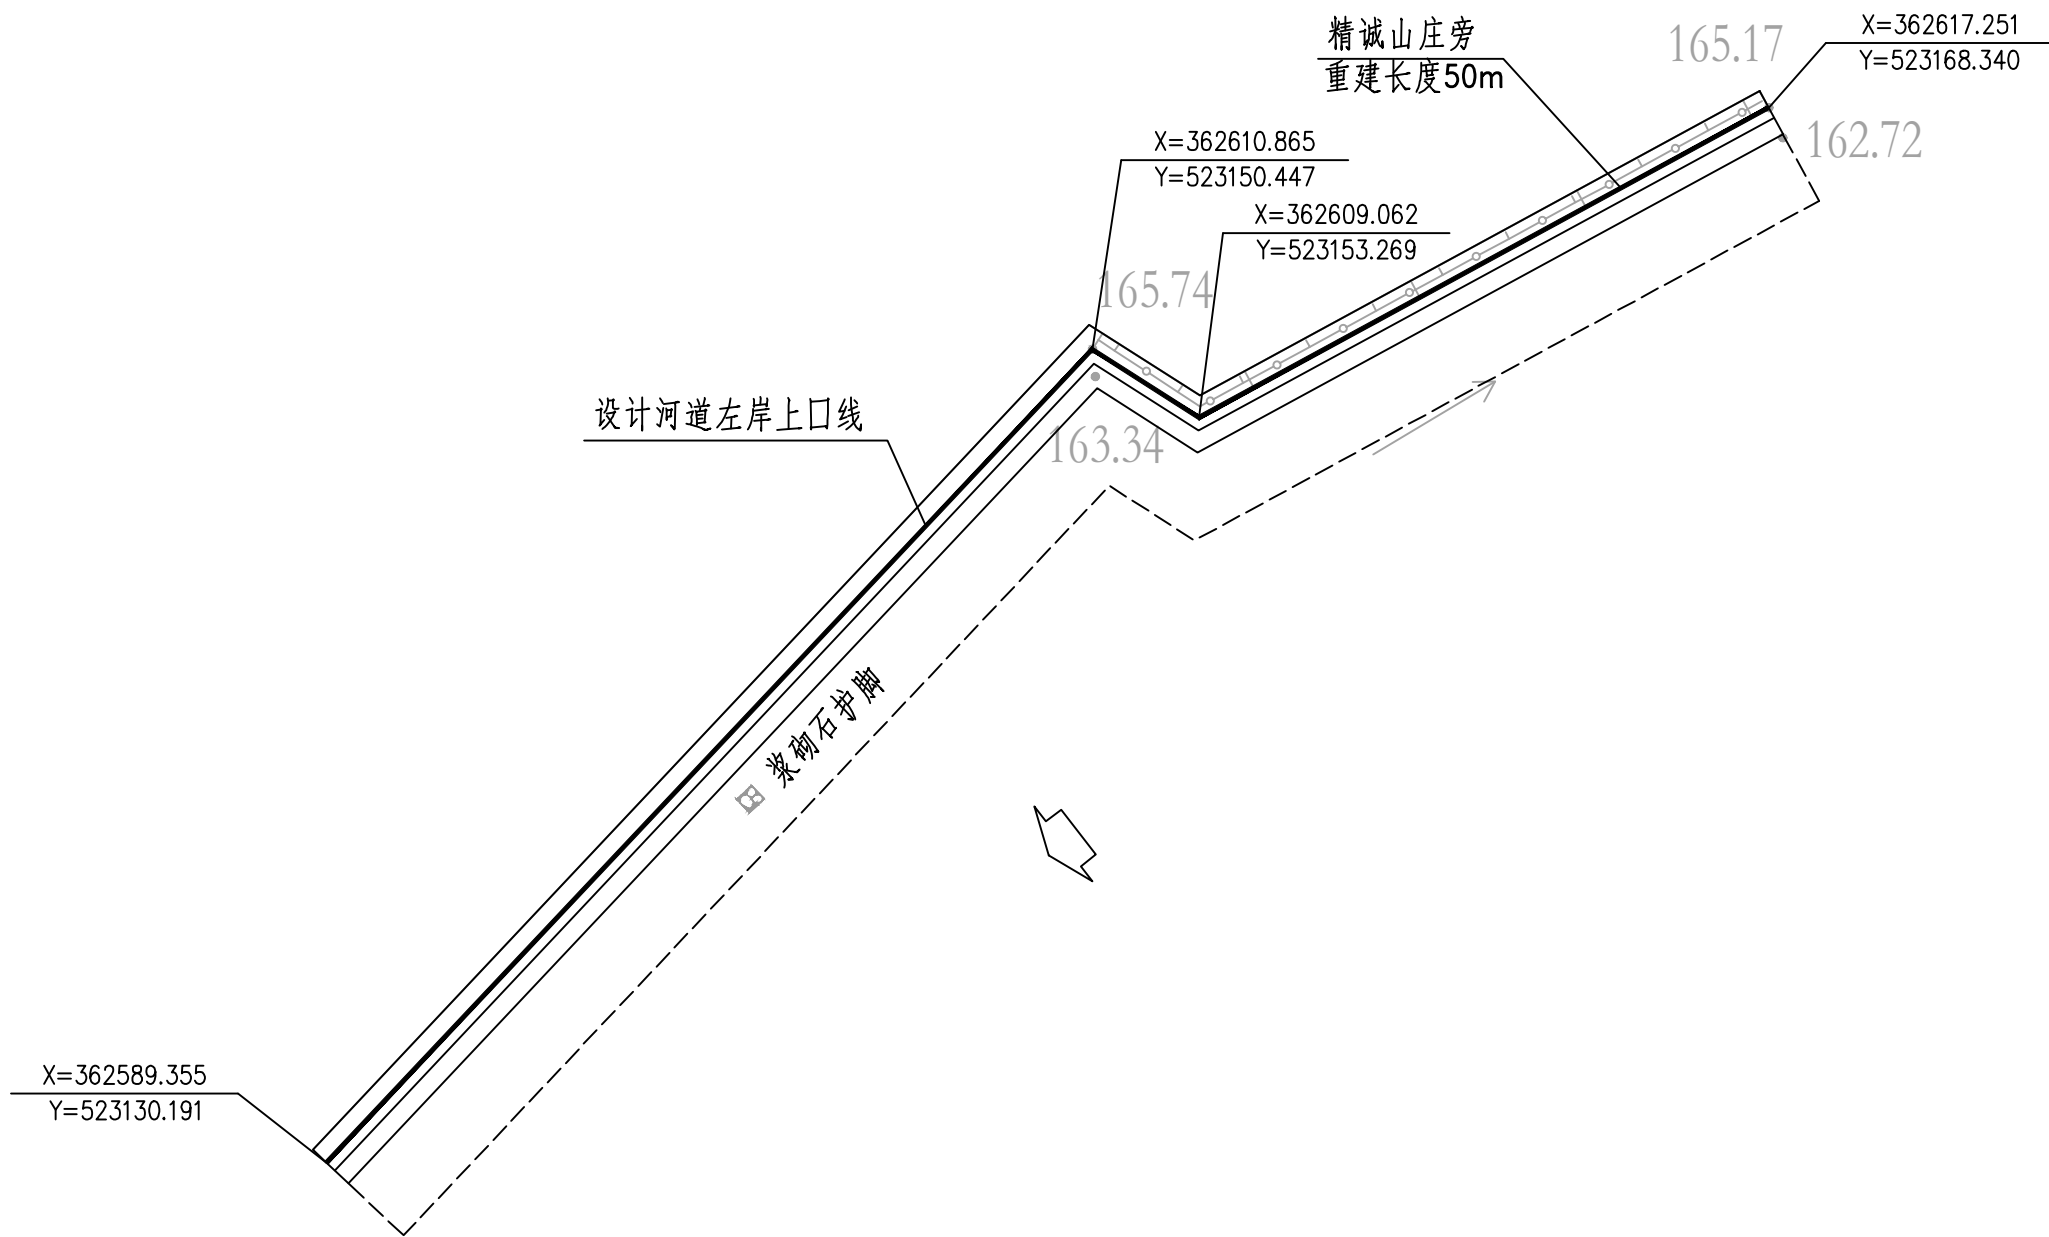 精诚山庄旁
重建长度50m
165.17
X=362617.251
Y=523168.340
162.72
X=362610.865
Y=523150.447
X=362609.062
Y=523153.269
165.74
163.34
设计河道左岸上口线
浆砌石护脚
X=362589.355
Y=523130.191